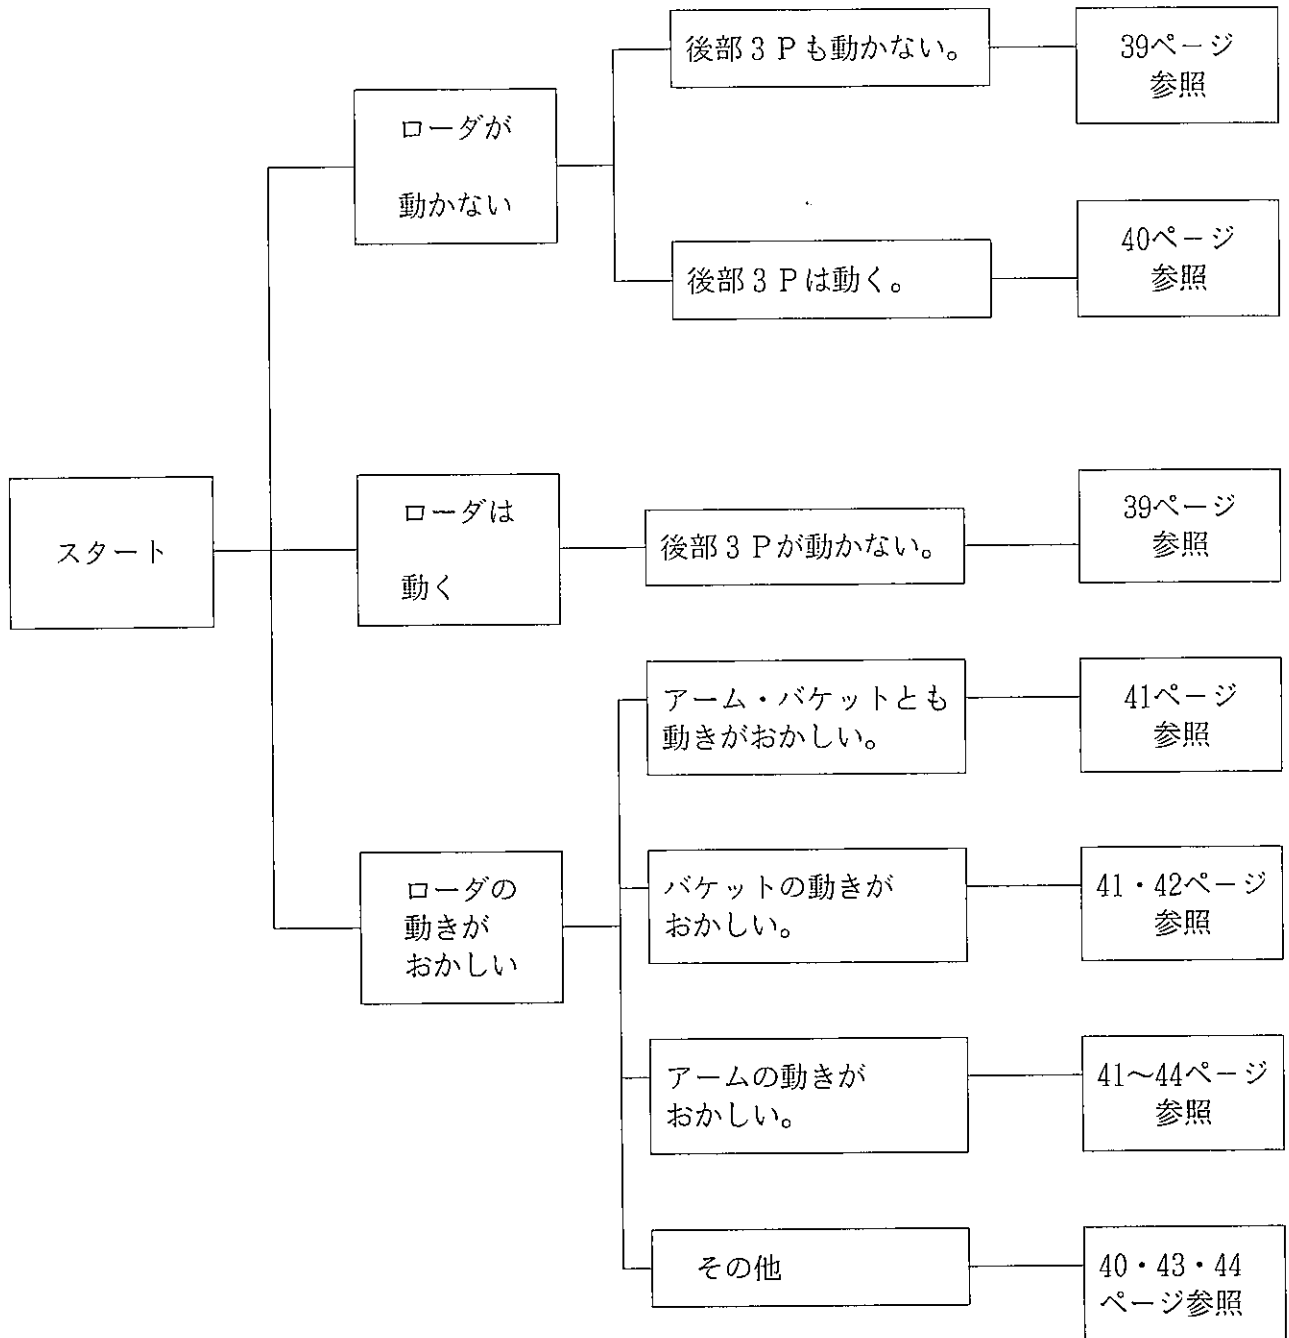 スタート
ローダが
動かない
後部3Pも動かない。
39ページ
参照
後部3Pは動く。
40ページ
参照
ローダは
動く
後部3Pが動かない。
39ページ
参照
ローダの
動きが
おかしい
アーム・バケットとも
動きがおかしい。
41ページ
参照
バケットの動きが
おかしい。
41・42ページ
参照
アームの動きが
おかしい。
41〜44ページ
参照
その他
40・43・44
ページ参照